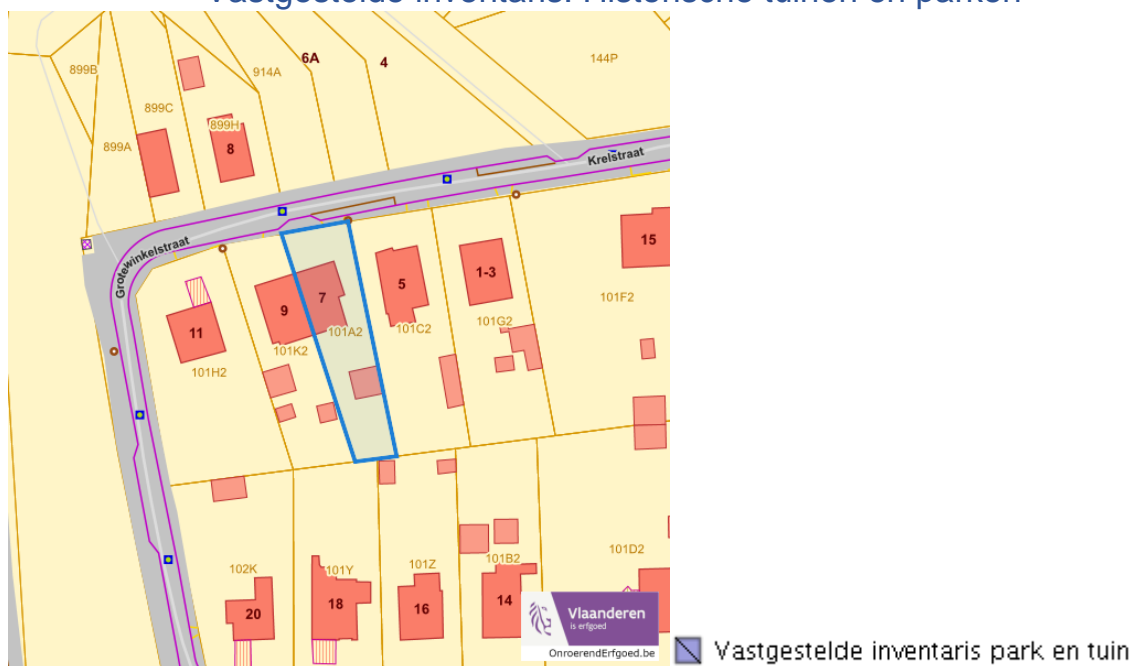 Vastgestelde inventaris: Historische tuinen en parken
6A
4
144P
899B
914A
899C
899H
899A
8
Krelstraat
Grotewinkelstraat
15
1-3
5
7
9
101F2
11
101A2
101C2
101G2
101K2
101H2
101D2
102K
101Y
101Z
101B2
20
18
16
14
Vlaanderen
is erfgoed
OnroerendErfgoed.be
Vastgestelde inventaris park en tuin